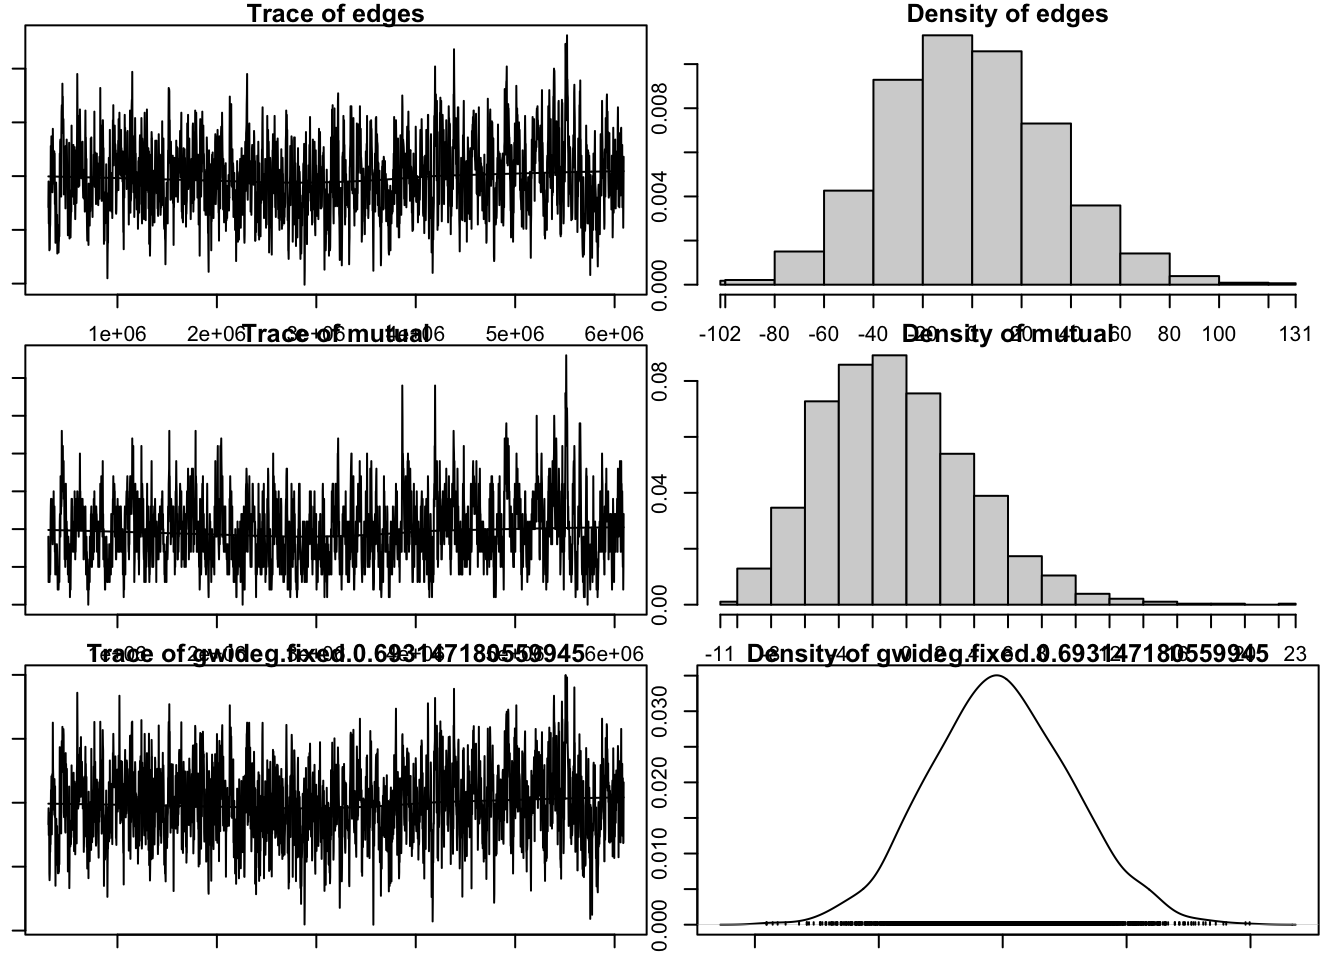 Trace of edges
Density of edges
0.000 0.004 0.008
1e+06 2e+06 3e+06 4e+06 5e+06 6e+06
-102 -80 -60 -40 -20 0 20 40 60 80 100 131
Trace of mutual
Density of mutual
0.00 0.04 0.08
1e+06 2e+06 3e+06 4e+06 5e+06 6e+06
-11 -8 -4 0 2 4 6 8 12 16 20 23
Trace of gwideg.fixed.0.693147180559945
Density of gwideg.fixed.0.693147180559945
0.000 0.010 0.020 0.030